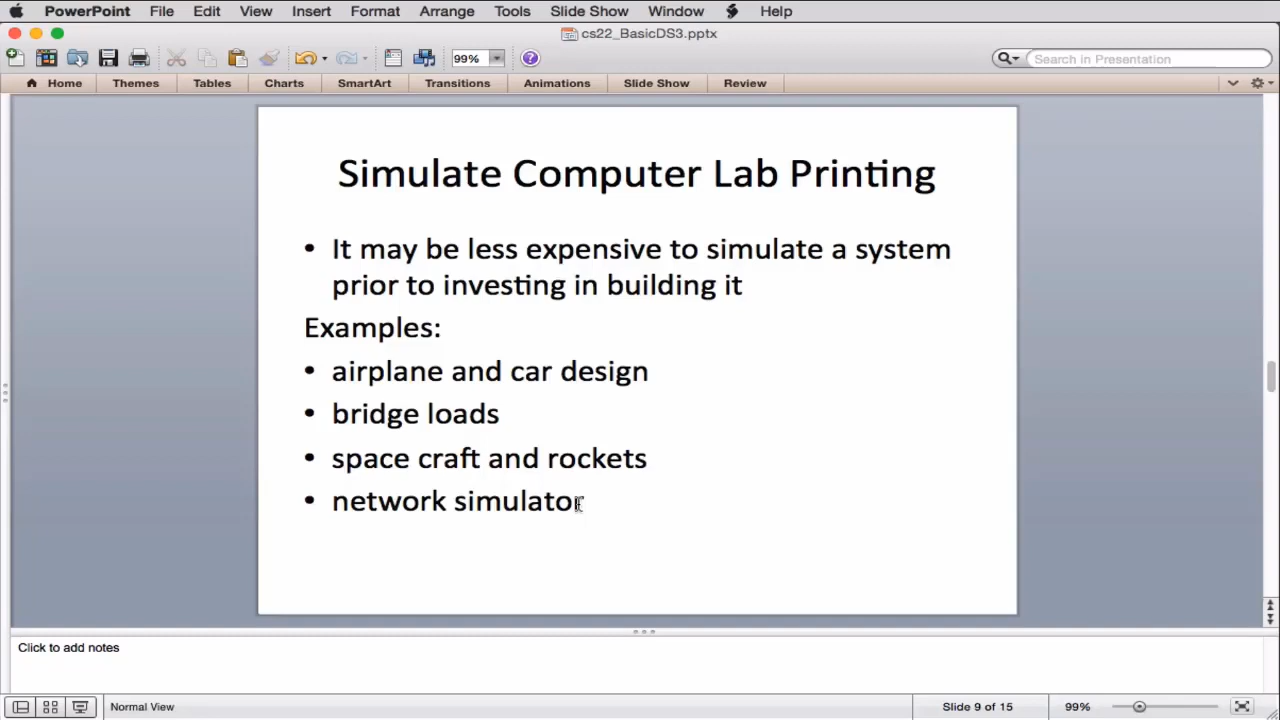 PowerPoint File Edit View Insert Format Arrange Tools Slide Show Window Help
cs22_BasicDS3.pptx
99% Search in Presentation
Home Themes Tables Charts SmartArt Transitions Animations Slide Show Review
Simulate Computer Lab Printing
• It may be less expensive to simulate a system
prior to investing in building it
Examples:
• airplane and car design
• bridge loads
• space craft and rockets
• network simulator
Click to add notes
Normal View Slide 9 of 15 99%